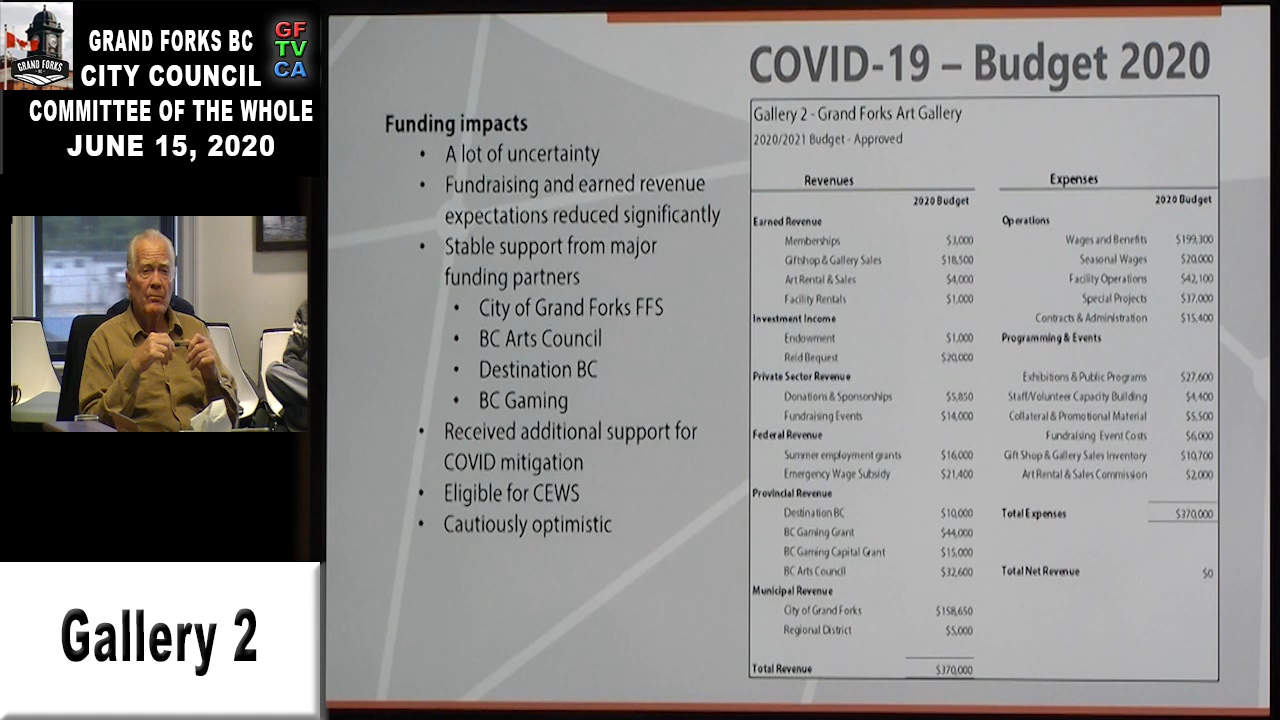 GRAND FORKS BC
CITY COUNCIL
COMMITTEE OF THE WHOLE
JUNE 15, 2020
GF
TV
CA
GRAND FORKS
Gallery 2
COVID-19 – Budget 2020
Funding impacts
• A lot of uncertainty
• Fundraising and earned revenue
expectations reduced significantly
• Stable support from major
funding partners
• City of Grand Forks FFS
• BC Arts Council
• Destination BC
• BC Gaming
• Received additional support for
COVID mitigation
• Eligible for CEWS
• Cautiously optimistic
Gallery 2 - Grand Forks Art Gallery
2020/2021 Budget - Approved
Revenues
2020 Budget
Earned Revenue
Memberships $3,000
Giftshop & Gallery Sales $18,500
Art Rental & Sales $4,000
Facility Rentals $1,000
Investment Income
Endowment $1,000
Reid Bequest $20,000
Private Sector Revenue
Donations & Sponsorships $5,850
Fundraising Events $14,000
Federal Revenue
Summer employment grants $16,000
Emergency Wage Subsidy $21,400
Provincial Revenue
Destination BC $10,000
BC Gaming Grant $44,000
BC Gaming Capital Grant $15,000
BC Arts Council $32,600
Municipal Revenue
City of Grand Forks $158,650
Regional District $5,000
Total Revenue $370,000
Expenses
2020 Budget
Operations
Wages and Benefits $199,300
Seasonal Wages $20,000
Facility Operations $42,100
Special Projects $37,000
Contracts & Administration $15,400
Programming & Events
Exhibitions & Public Programs $27,600
Staff/Volunteer Capacity Building $4,400
Collateral & Promotional Material $5,500
Fundraising Event Costs $6,000
Gift Shop & Gallery Sales Inventory $10,700
Art Rental & Sales Commission $2,000
Total Expenses $370,000
Total Net Revenue $0